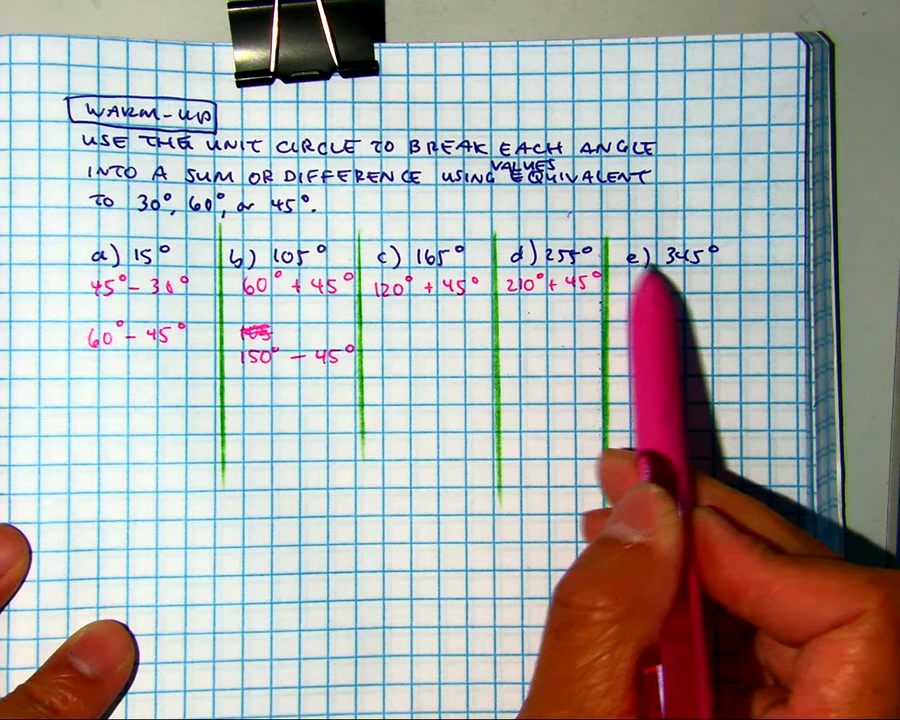 WARM-UP
USE THE UNIT CIRCLE TO BREAK EACH ANGLE
INTO A SUM OR DIFFERENCE USING VALUES EQUIVALENT
TO 30°, 60°, or 45°.
a) 15° b) 105° c) 165° d) 255° e) 345°
45° - 30° 60° + 45° 120° + 45° 210° + 45°
60° - 45°
150° - 45°